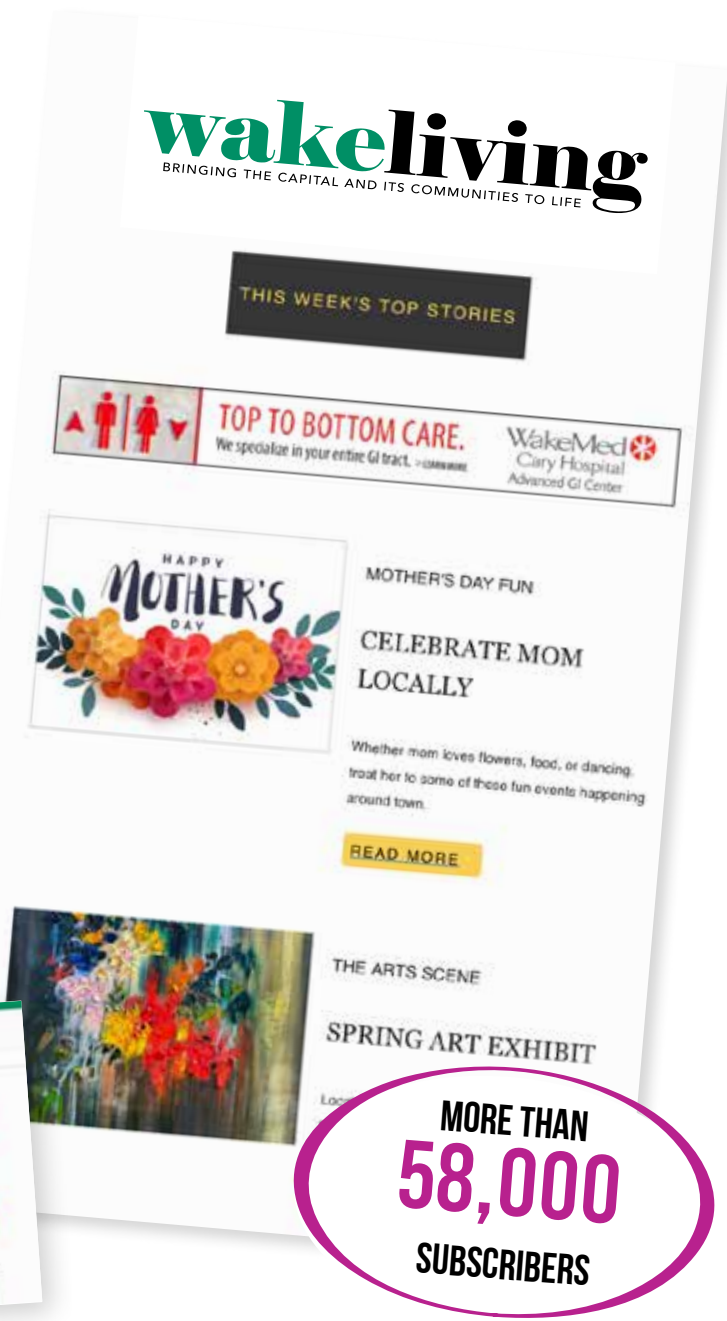 wakeliving
BRINGING THE CAPITAL AND ITS COMMUNITIES TO LIFE
THIS WEEK'S TOP STORIES
TOP TO BOTTOM CARE.
We specialize in your entire GI tract. > LEARN MORE
WakeMed
Cary Hospital
Advanced GI Center
HAPPY
MOTHER'S
DAY
MOTHER'S DAY FUN
CELEBRATE MOM
LOCALLY
Whether mom loves flowers, food, or dancing,
treat her to some of these fun events happening
around town.
READ MORE
THE ARTS SCENE
SPRING ART EXHIBIT
MORE THAN
58,000
SUBSCRIBERS